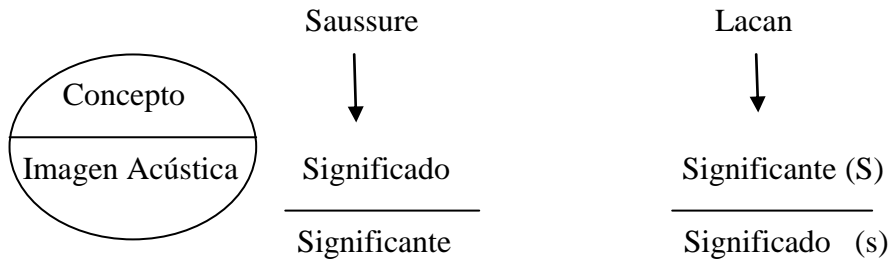 Saussure Lacan
Concepto
Imagen Acústica Significado Significante (S)
Significante Significado (s)